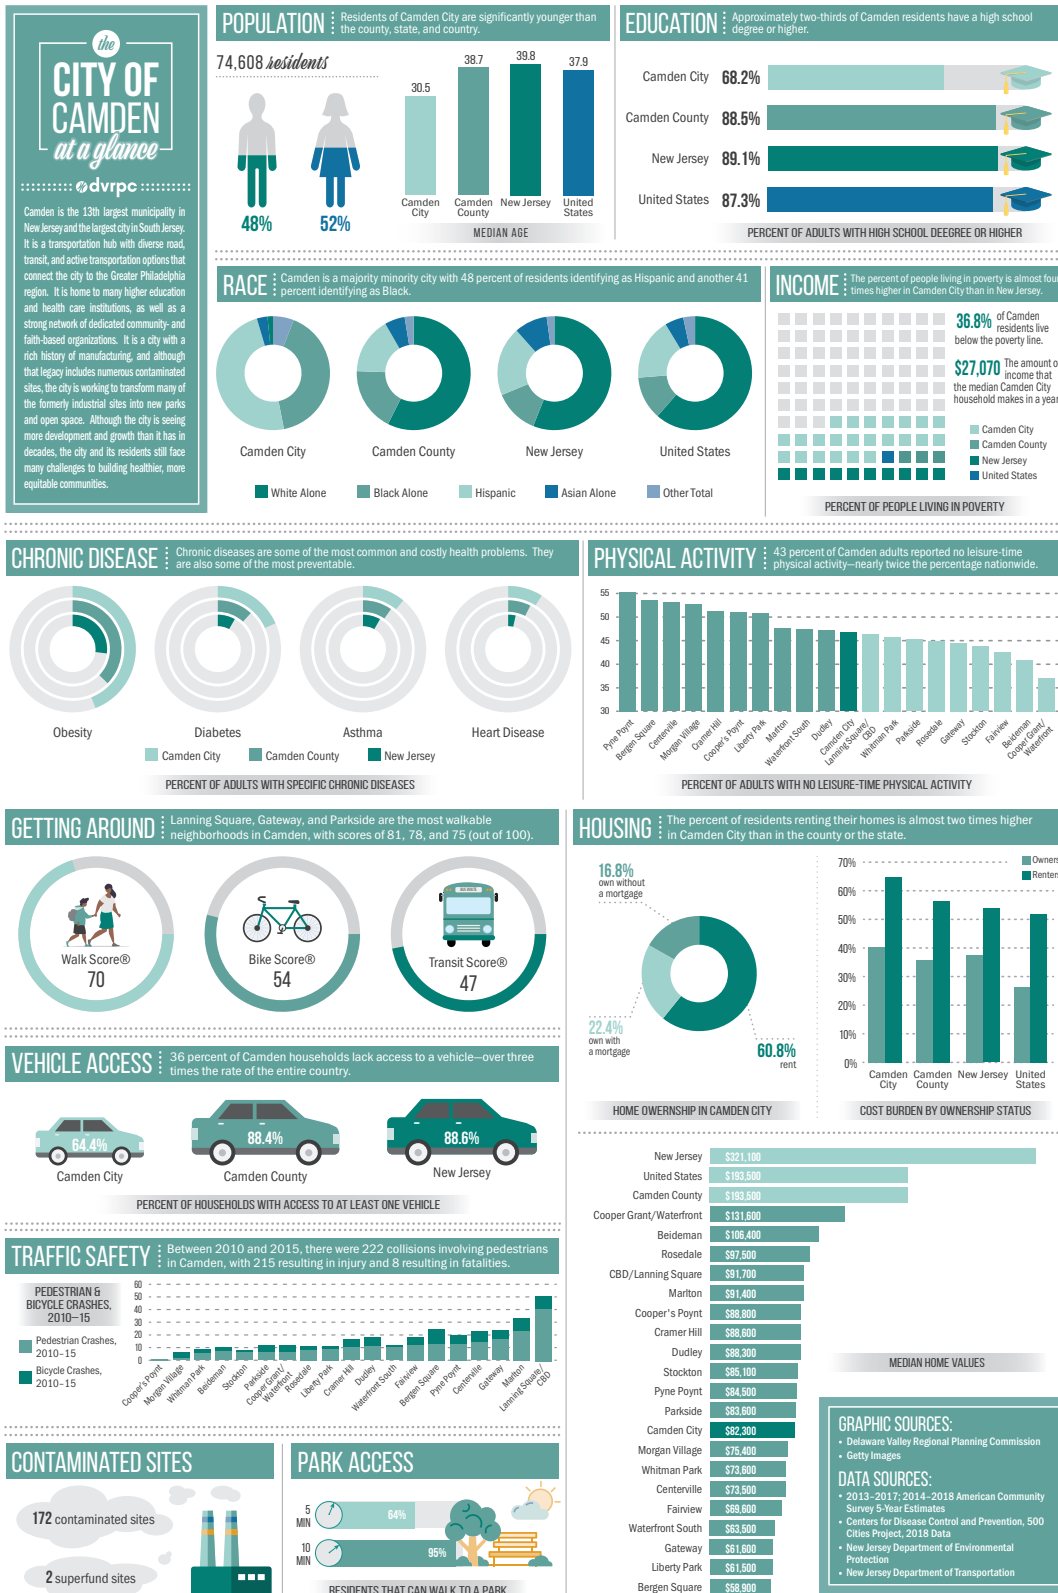 the
CITY OF
CAMDEN
at a glance
dvrpc
Camden is the 13th largest municipality in
New Jersey and the largest city in South Jersey.
It is a transportation hub with diverse road,
transit, and active transportation options that
connect the city to the Greater Philadelphia
region. It is home to many higher education
and health care institutions, as well as a
strong network of dedicated community- and
faith-based organizations. It is a city with a
rich history of manufacturing, and although
that legacy includes numerous contaminated
sites, the city is working to transform many of
the formerly industrial sites into new parks
and open space. Although the city is seeing
more development and growth than it has in
decades, the city and its residents still face
many challenges to building healthier, more
equitable communities.
POPULATION
Residents of Camden City are significantly younger than
the county, state, and country.
74,608 residents
48%
52%
30.5
38.7
39.8
37.9
Camden City
Camden County
New Jersey
United States
MEDIAN AGE
EDUCATION
Approximately two-thirds of Camden residents have a high school
degree or higher.
Camden City 68.2%
Camden County 88.5%
New Jersey 89.1%
United States 87.3%
PERCENT OF ADULTS WITH HIGH SCHOOL DEEGREE OR HIGHER
RACE
Camden is a majority minority city with 48 percent of residents identifying as Hispanic and another 41
percent identifying as Black.
Camden City
Camden County
New Jersey
United States
White Alone
Black Alone
Hispanic
Asian Alone
Other Total
INCOME
The percent of people living in poverty is almost four
times higher in Camden City than in New Jersey.
36.8% of Camden
residents live
below the poverty line.
$27,070 The amount o
income that
the median Camden City
household makes in a year
Camden City
Camden County
New Jersey
United States
PERCENT OF PEOPLE LIVING IN POVERTY
CHRONIC DISEASE
Chronic diseases are some of the most common and costly health problems. They
are also some of the most preventable.
Obesity
Diabetes
Asthma
Heart Disease
Camden City
Camden County
New Jersey
PERCENT OF ADULTS WITH SPECIFIC CHRONIC DISEASES
PHYSICAL ACTIVITY
43 percent of Camden adults reported no leisure-time
physical activity—nearly twice the percentage nationwide.
55
50
45
40
35
30
Pyne Poynt
Bergen Square
Centerville
Morgan Village
Cramer Hill
Cooper's Poynt
Liberty Park
Marlton
Waterfront South
Dudley
Camden City
Lanning Square/
CBD
Whitman Park
Parkside
Rosedale
Gateway
Stockton
Fairview
Beideman
Cooper Grant/
Waterfront
PERCENT OF ADULTS WITH NO LEISURE-TIME PHYSICAL ACTIVITY
GETTING AROUND
Lanning Square, Gateway, and Parkside are the most walkable
neighborhoods in Camden, with scores of 81, 78, and 75 (out of 100).
Walk Score®
70
Bike Score®
54
BUS ROUTE
Transit Score®
47
HOUSING
The percent of residents renting their homes is almost two times higher
in Camden City than in the county or the state.
16.8%
own without
a mortgage
22.4%
own with
a mortgage
60.8%
rent
HOME OWERNSHIP IN CAMDEN CITY
70%
60%
50%
40%
30%
20%
10%
0%
Owners
Renters
Camden City
Camden County
New Jersey
United States
COST BURDEN BY OWNERSHIP STATUS
VEHICLE ACCESS
36 percent of Camden households lack access to a vehicle—over three
times the rate of the entire country.
64.4%
88.4%
88.6%
Camden City
Camden County
New Jersey
PERCENT OF HOUSEHOLDS WITH ACCESS TO AT LEAST ONE VEHICLE
New Jersey $321,100
United States $193,500
Camden County $193,500
Cooper Grant/Waterfront $131,600
Beideman $106,400
Rosedale $97,500
CBD/Lanning Square $91,700
Marlton $91,400
Cooper's Poynt $88,800
Cramer Hill $88,600
Dudley $88,300
Stockton $85,100
Pyne Poynt $84,500
Parkside $83,600
Camden City $82,300
Morgan Village $75,400
Whitman Park $73,600
Centerville $73,500
Fairview $69,600
Waterfront South $63,500
Gateway $61,600
Liberty Park $61,500
Bergen Square $58,900
MEDIAN HOME VALUES
TRAFFIC SAFETY
Between 2010 and 2015, there were 222 collisions involving pedestrians
in Camden, with 215 resulting in injury and 8 resulting in fatalities.
PEDESTRIAN &
BICYCLE CRASHES,
2010–15
Pedestrian Crashes,
2010–15
Bicycle Crashes,
2010–15
60
50
40
30
20
10
0
Cooper's Poynt
Morgan Village
Whitman Park
Beideman
Stockton
Parkside
Cooper Grant/
Waterfront
Rosedale
Liberty Park
Cramer Hill
Dudley
Waterfront South
Fairview
Bergen Square
Pyne Poynt
Centerville
Gateway
Marlton
Lanning Square/
CBD
CONTAMINATED SITES
172 contaminated sites
2 superfund sites
PARK ACCESS
5
MIN
64%
10
MIN
95%
RESIDENTS THAT CAN WALK TO A PARK
GRAPHIC SOURCES:
• Delaware Valley Regional Planning Commission
• Getty Images
DATA SOURCES:
• 2013–2017; 2014–2018 American Community
Survey 5-Year Estimates
• Centers for Disease Control and Prevention, 500
Cities Project, 2018 Data
• New Jersey Department of Environmental
Protection
• New Jersey Department of Transportation